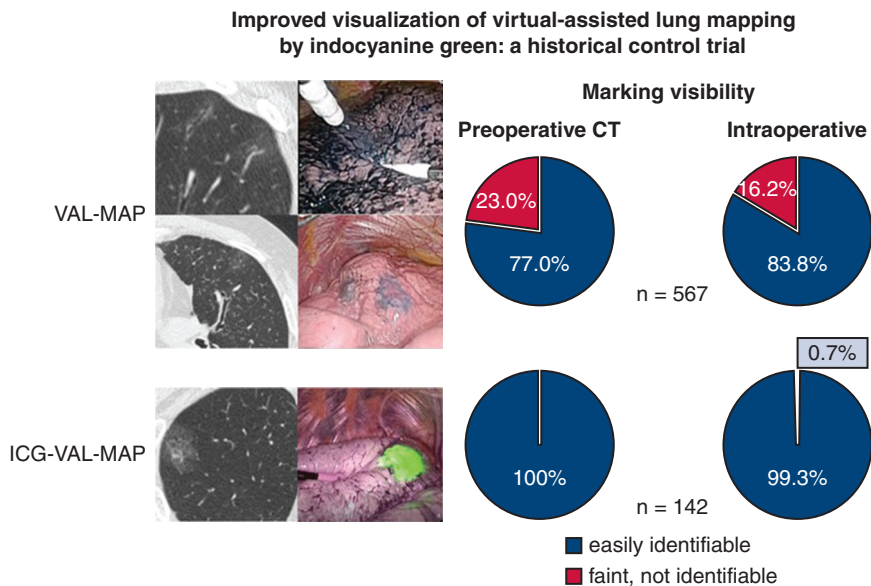 Improved visualization of virtual-assisted lung mapping
by indocyanine green: a historical control trial
Marking visibility
Preoperative CT
Intraoperative
VAL-MAP
23.0%
77.0%
16.2%
83.8%
n = 567
ICG-VAL-MAP
100%
0.7%
99.3%
n = 142
easily identifiable
faint, not identifiable